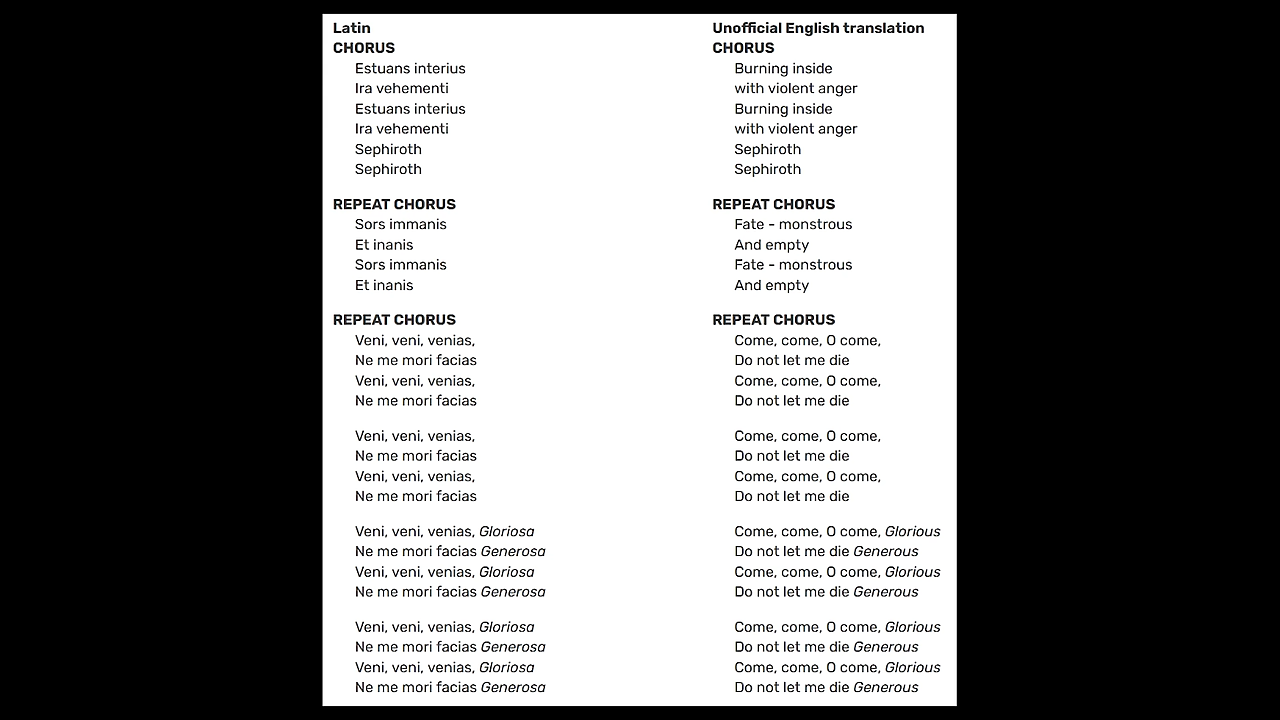 Latin
CHORUS
Estuans interius
Ira vehementi
Estuans interius
Ira vehementi
Sephiroth
Sephiroth
REPEAT CHORUS
Sors immanis
Et inanis
Sors immanis
Et inanis
REPEAT CHORUS
Veni, veni, venias,
Ne me mori facias
Veni, veni, venias,
Ne me mori facias
Veni, veni, venias,
Ne me mori facias
Veni, veni, venias,
Ne me mori facias
Veni, veni, venias, Gloriosa
Ne me mori facias Generosa
Veni, veni, venias, Gloriosa
Ne me mori facias Generosa
Veni, veni, venias, Gloriosa
Ne me mori facias Generosa
Veni, veni, venias, Gloriosa
Ne me mori facias Generosa
Unofficial English translation
CHORUS
Burning inside
with violent anger
Burning inside
with violent anger
Sephiroth
Sephiroth
REPEAT CHORUS
Fate - monstrous
And empty
Fate - monstrous
And empty
REPEAT CHORUS
Come, come, O come,
Do not let me die
Come, come, O come,
Do not let me die
Come, come, O come,
Do not let me die
Come, come, O come,
Do not let me die
Come, come, O come, Glorious
Do not let me die Generous
Come, come, O come, Glorious
Do not let me die Generous
Come, come, O come, Glorious
Do not let me die Generous
Come, come, O come, Glorious
Do not let me die Generous